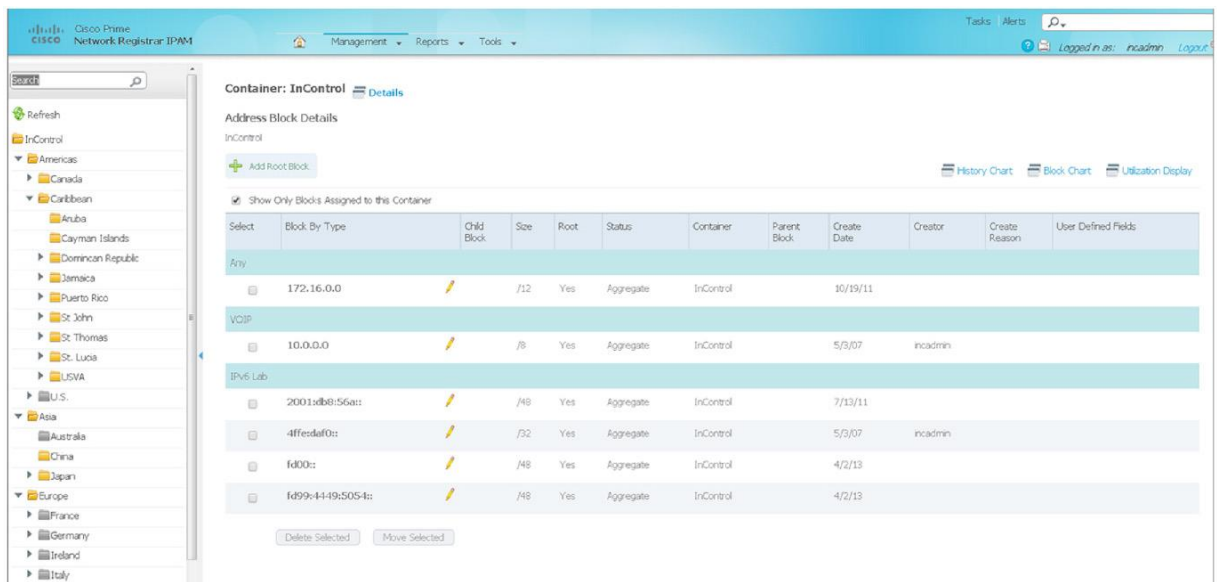 Cisco Prime
CISCO Network Registrar IPAM
Management Reports Tools
Tasks Alerts
Logged in as: incadmin Logout
Search
Refresh
InControl
Americas
Canada
Caribbean
Aruba
Cayman Islands
Domincan Republic
Jamaica
Puerto Rico
St John
St Thomas
St. Lucia
USVA
U.S.
Asia
Australia
China
Japan
Europe
France
Germany
Ireland
Italy
Container: InControl Details
Address Block Details
InControl
Add Root Block
History Chart Block Chart Utilization Display
Show Only Blocks Assigned to this Container
Select Block By Type Child Block Size Root Status Container Parent Block Create Date Creator Create Reason User Defined Fields
Any
172.16.0.0 /12 Yes Aggregate InControl 10/19/11
VOIP
10.0.0.0 /8 Yes Aggregate InControl 5/3/07 incadmin
IPv6 Lab
2001:db8:56a:: /48 Yes Aggregate InControl 7/13/11
4ffe:daf0:: /32 Yes Aggregate InControl 5/3/07 incadmin
fd00:: /48 Yes Aggregate InControl 4/2/13
fd99:4449:5054:: /48 Yes Aggregate InControl 4/2/13
Delete Selected Move Selected